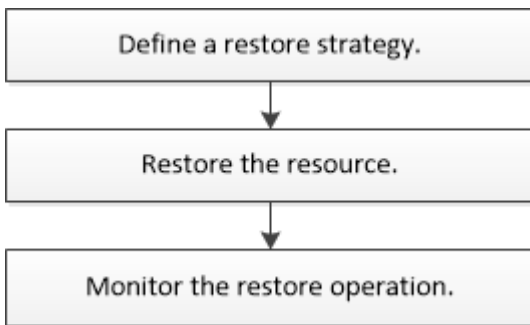 Define a restore strategy.
Restore the resource.
Monitor the restore operation.